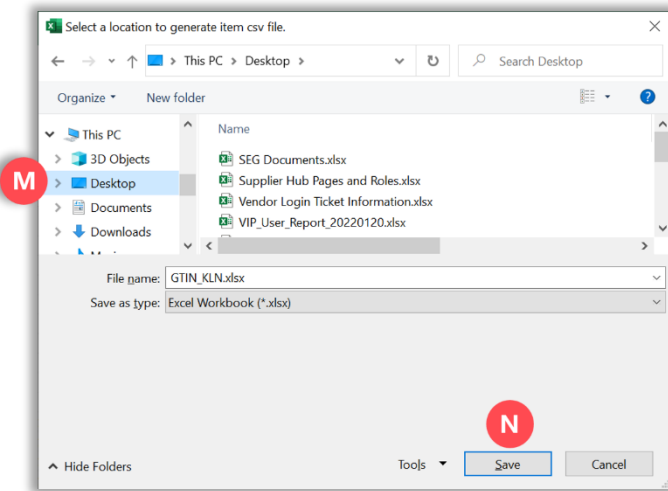 Select a location to generate item csv file.
This PC > Desktop >
Search Desktop
Organize
New folder
This PC
3D Objects
Desktop
Documents
Downloads
M
Name
SEG Documents.xlsx
Supplier Hub Pages and Roles.xlsx
Vendor Login Ticket Information.xlsx
VIP_User_Report_20220120.xlsx
File name: GTIN_KLN.xlsx
Save as type: Excel Workbook (*.xlsx)
N
Hide Folders
Tools
Save
Cancel